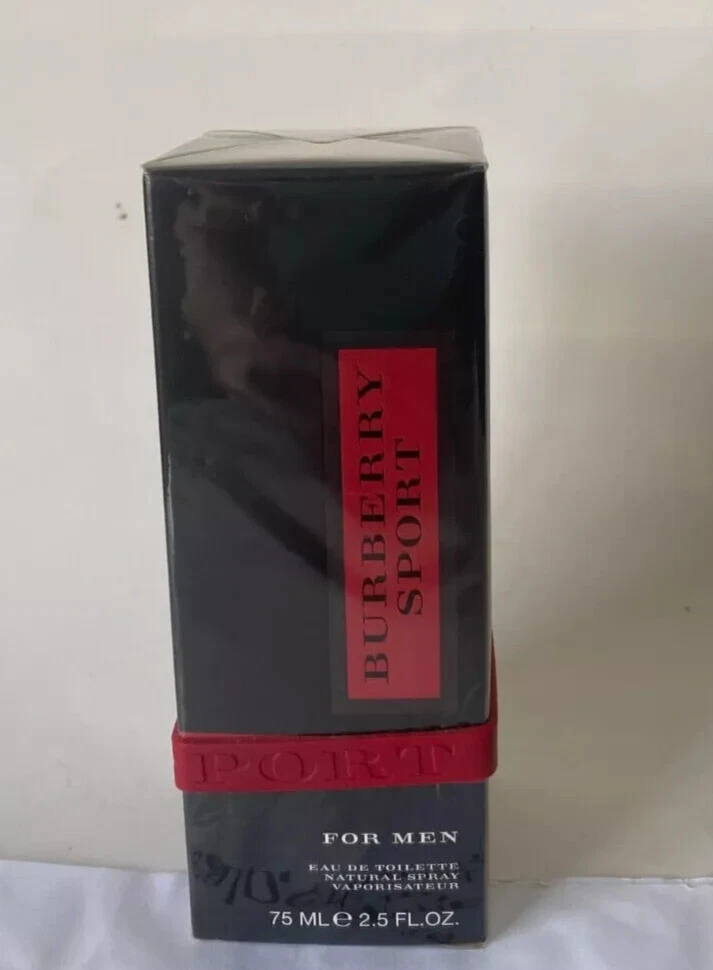 BURBERRY
SPORT
PORT
FOR MEN
EAU DE TOILETTE
NATURAL SPRAY
VAPORISATEUR
75 ML℮ 2.5 FL.OZ.